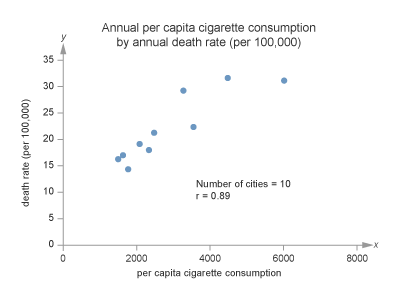 Annual per capita cigarette consumption
by annual death rate (per 100,000)
y
35
30
25
20
15
10
5
0
death rate (per 100,000)
Number of cities = 10
r = 0.89
x
0 2000 4000 6000 8000
per capita cigarette consumption